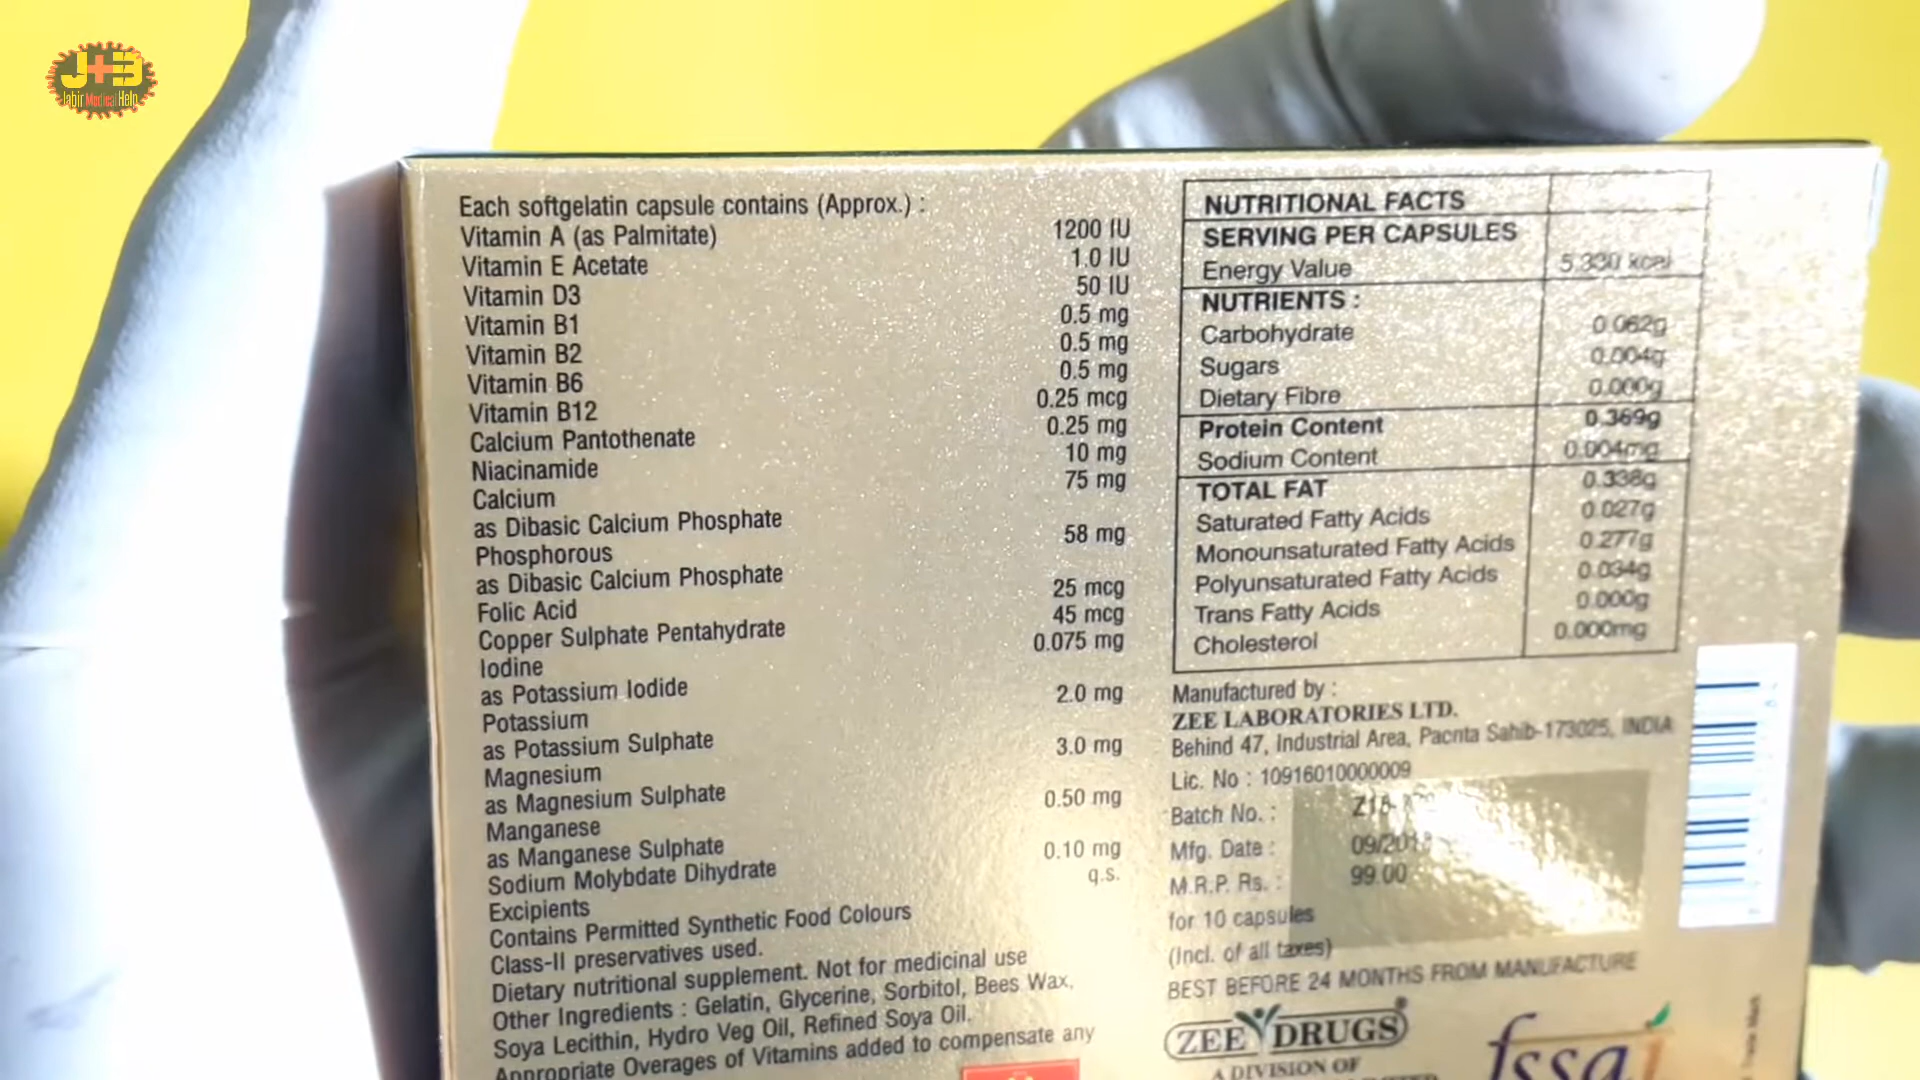 J+B
Jabir Medical Help
Each softgelatin capsule contains (Approx.) :
Vitamin A (as Palmitate) 1200 IU
Vitamin E Acetate 1.0 IU
Vitamin D3 50 IU
Vitamin B1 0.5 mg
Vitamin B2 0.5 mg
Vitamin B6 0.5 mg
Vitamin B12 0.25 mcg
Calcium Pantothenate 0.25 mg
Niacinamide 10 mg
Calcium 75 mg
as Dibasic Calcium Phosphate
Phosphorous 58 mg
as Dibasic Calcium Phosphate
Folic Acid 25 mcg
Copper Sulphate Pentahydrate 45 mcg
Iodine 0.075 mg
as Potassium Iodide
Potassium 2.0 mg
as Potassium Sulphate
Magnesium 3.0 mg
as Magnesium Sulphate
Manganese 0.50 mg
as Manganese Sulphate
Sodium Molybdate Dihydrate 0.10 mg
Excipients q.s.
Contains Permitted Synthetic Food Colours
Class-II preservatives used.
Dietary nutritional supplement. Not for medicinal use
Other Ingredients : Gelatin, Glycerine, Sorbitol, Bees Wax,
Soya Lecithin, Hydro Veg Oil, Refined Soya Oil.
Appropriate Overages of Vitamins added to compensate any
NUTRITIONAL FACTS
SERVING PER CAPSULES
Energy Value 5.330 kcal
NUTRIENTS :
Carbohydrate 0.062g
Sugars 0.004g
Dietary Fibre 0.000g
Protein Content 0.369g
Sodium Content 0.004mg
TOTAL FAT 0.338g
Saturated Fatty Acids 0.027g
Monounsaturated Fatty Acids 0.277g
Polyunsaturated Fatty Acids 0.034g
Trans Fatty Acids 0.000g
Cholesterol 0.000mg
Manufactured by :
ZEE LABORATORIES LTD.
Behind 47, Industrial Area, Paonta Sahib-173025, INDIA
Lic. No : 10916010000009
Batch No. :
Mfg. Date : 09/2018
M.R.P. Rs. : 99.00
for 10 capsules
(Incl. of all taxes)
BEST BEFORE 24 MONTHS FROM MANUFACTURE
ZEE DRUGS®
A DIVISION OF
fssai